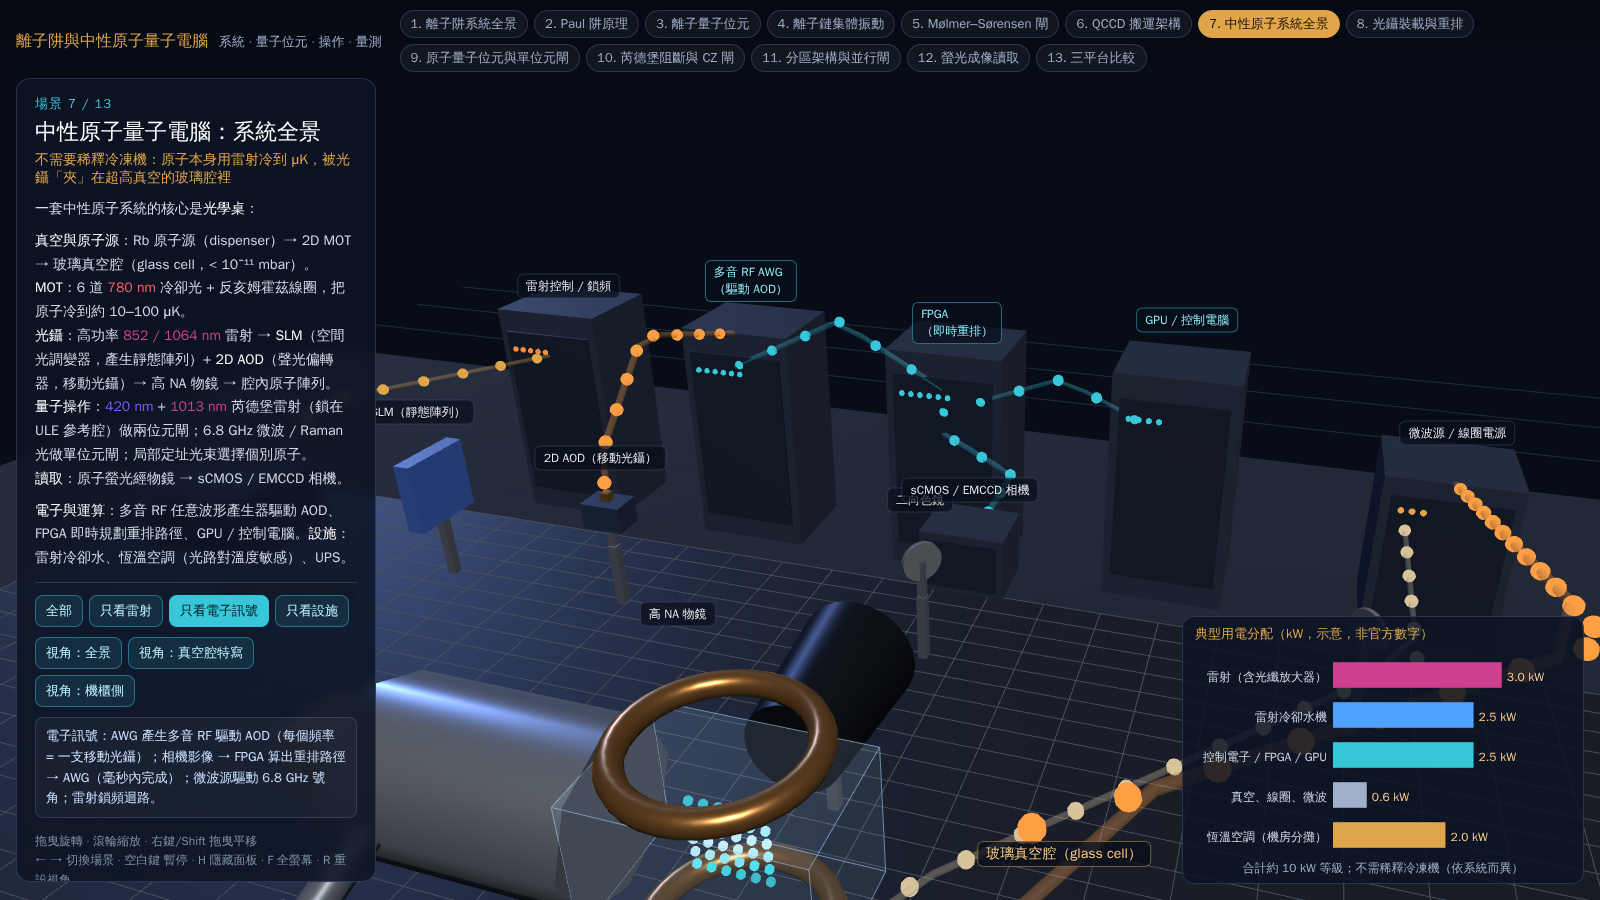 離子阱與中性原子量子電腦 系統 · 量子位元 · 操作 · 量測
1. 離子阱系統全景
2. Paul 阱原理
3. 離子量子位元
4. 離子鏈集體振動
5. Mølmer–Sørensen 閘
6. QCCD 搬運架構
7. 中性原子系統全景
8. 光鑷裝載與重排
9. 原子量子位元與單位元閘
10. 芮德堡阻斷與 CZ 閘
11. 分區架構與並行閘
12. 螢光成像讀取
13. 三平台比較
場景 7 / 13
中性原子量子電腦：系統全景
不需要稀釋冷凍機：原子本身用雷射冷到 μK，被光
鑷「夾」在超高真空的玻璃腔裡
一套中性原子系統的核心是光學桌：
真空與原子源：Rb 原子源（dispenser）→ 2D MOT
→ 玻璃真空腔（glass cell，< 10⁻¹¹ mbar）。
MOT：6 道 780 nm 冷卻光 + 反亥姆霍茲線圈，把
原子冷到約 10–100 μK。
光鑷：高功率 852 / 1064 nm 雷射 → SLM（空間
光調變器，產生靜態陣列）+ 2D AOD（聲光偏轉
器，移動光鑷）→ 高 NA 物鏡 → 腔內原子陣列。
量子操作：420 nm + 1013 nm 芮德堡雷射（鎖在
ULE 參考腔）做兩位元閘；6.8 GHz 微波 / Raman
光做單位元閘；局部定址光束選擇個別原子。
讀取：原子螢光經物鏡 → sCMOS / EMCCD 相機。
電子與運算：多音 RF 任意波形產生器驅動 AOD、
FPGA 即時規劃重排路徑、GPU / 控制電腦。設施：
雷射冷卻水、恆溫空調（光路對溫度敏感）、UPS。
全部
只看雷射
只看電子訊號
只看設施
視角：全景
視角：真空腔特寫
視角：機櫃側
電子訊號：AWG 產生多音 RF 驅動 AOD（每個頻率
= 一支移動光鑷）；相機影像 → FPGA 算出重排路徑
→ AWG（毫秒內完成）；微波源驅動 6.8 GHz 號
角；雷射鎖頻迴路。
拖曳旋轉 · 滾輪縮放 · 右鍵/Shift 拖曳平移
← → 切換場景 · 空白鍵 暫停 · H 隱藏面板 · F 全螢幕 · R 重
設視角
雷射控制 / 鎖頻
多音 RF AWG
（驅動 AOD）
FPGA
（即時重排）
GPU / 控制電腦
SLM（靜態陣列）
2D AOD（移動光鑷）
二向色鏡
sCMOS / EMCCD 相機
微波源 / 線圈電源
高 NA 物鏡
玻璃真空腔（glass cell）
典型用電分配（kW，示意，非官方數字）
雷射（含光纖放大器） 3.0 kW
雷射冷卻水機 2.5 kW
控制電子 / FPGA / GPU 2.5 kW
真空、線圈、微波 0.6 kW
恆溫空調（機房分攤） 2.0 kW
合計約 10 kW 等級；不需稀釋冷凍機（依系統而異）